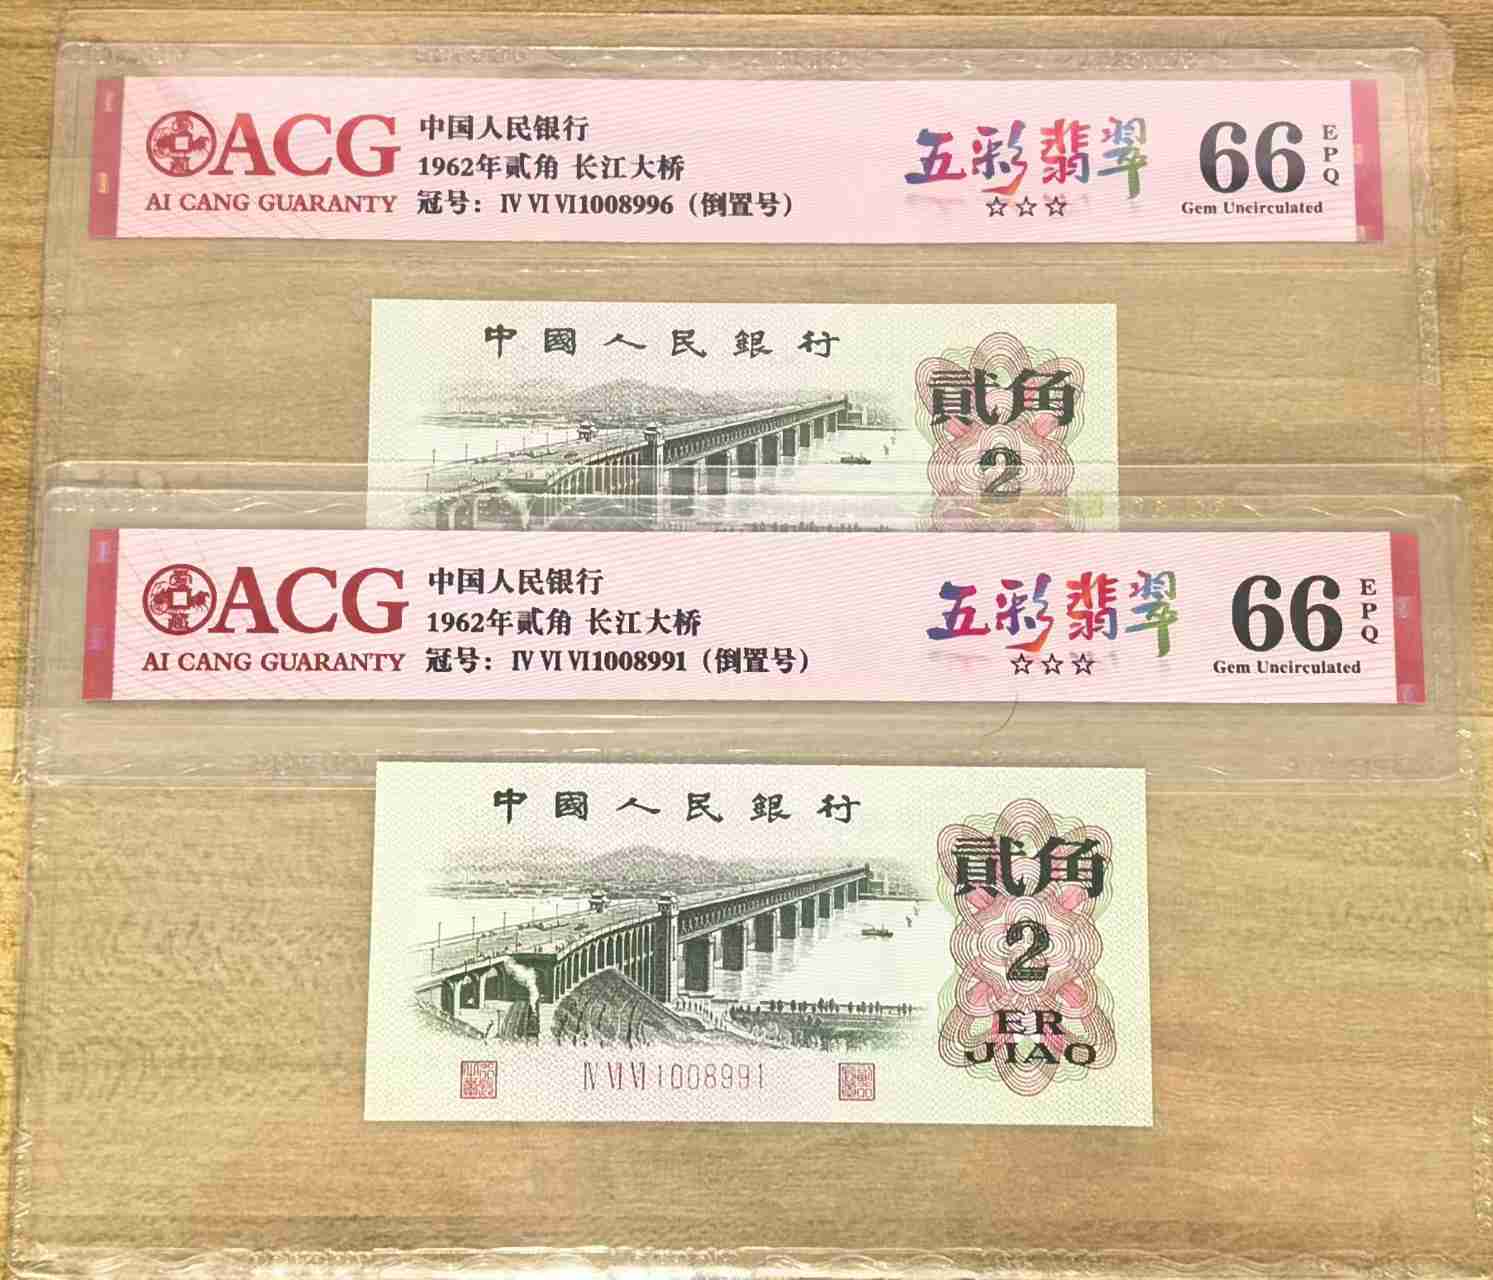 ACG
AI CANG GUARANTY
中国人民银行
1962年贰角 长江大桥
冠号：Ⅳ Ⅵ Ⅵ1008996（倒置号）
五彩翡翠
☆☆☆
66
EPQ
Gem Uncirculated
中國人民銀行
貳角
2
ACG
AI CANG GUARANTY
中国人民银行
1962年贰角 长江大桥
冠号：Ⅳ Ⅵ Ⅵ1008991（倒置号）
五彩翡翠
☆☆☆
66
EPQ
Gem Uncirculated
中國人民銀行
貳角
2
ER
JIAO
Ⅳ Ⅵ Ⅵ 1008991